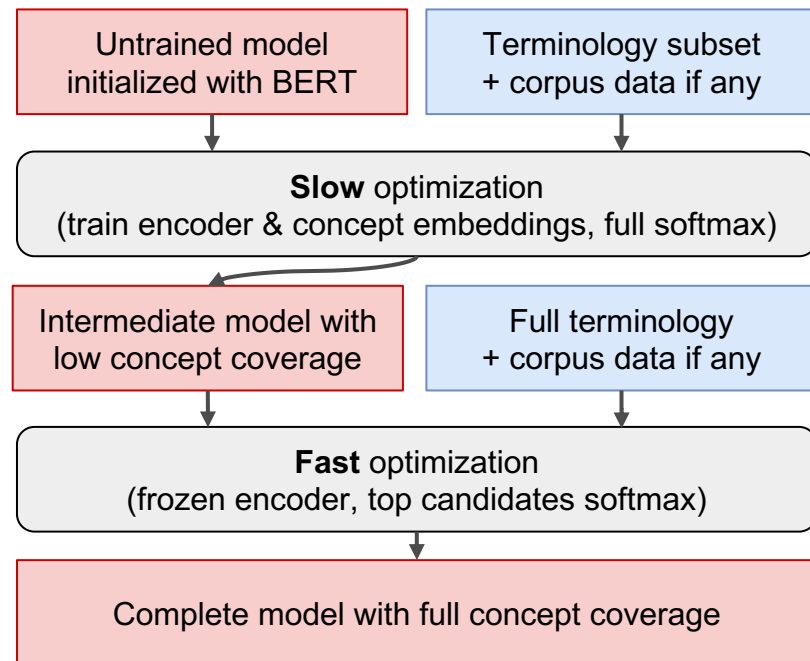 Untrained model
initialized with BERT
Terminology subset
+ corpus data if any
Slow optimization
(train encoder & concept embeddings, full softmax)
Intermediate model with
low concept coverage
Full terminology
+ corpus data if any
Fast optimization
(frozen encoder, top candidates softmax)
Complete model with full concept coverage